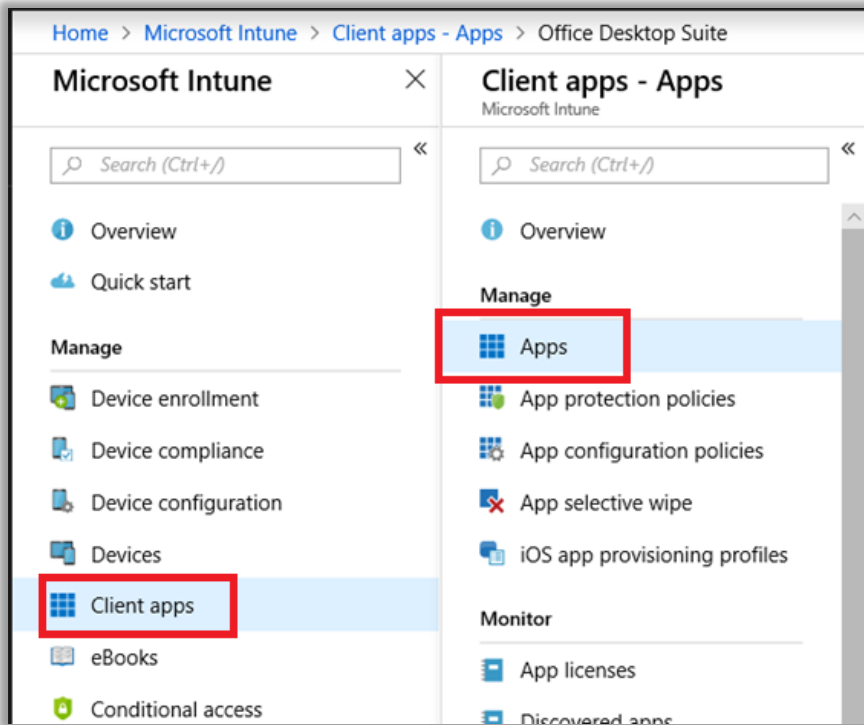 Home > Microsoft Intune > Client apps - Apps > Office Desktop Suite
Microsoft Intune
Search (Ctrl+/)
Overview
Quick start
Manage
Device enrollment
Device compliance
Device configuration
Devices
Client apps
eBooks
Conditional access
Client apps - Apps
Microsoft Intune
Search (Ctrl+/)
Overview
Manage
Apps
App protection policies
App configuration policies
App selective wipe
iOS app provisioning profiles
Monitor
App licenses
Discovered apps